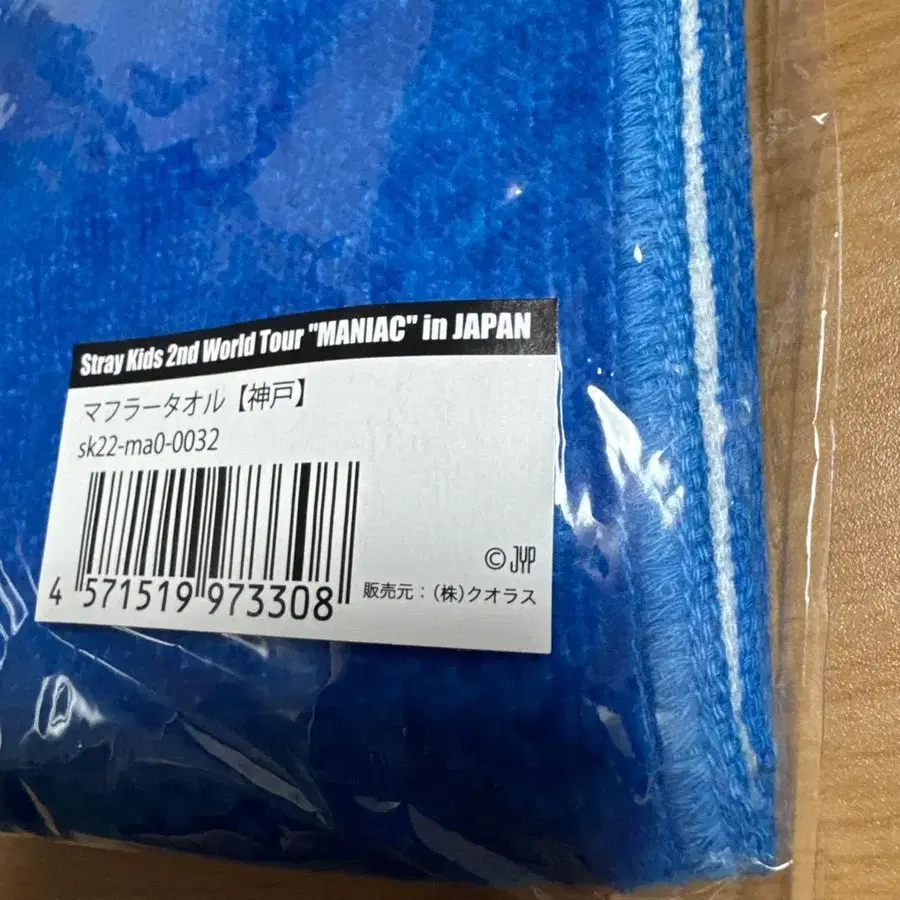 Stray Kids 2nd World Tour "MANIAC" in JAPAN
マフラータオル【神戸】
sk22-ma0-0032
© JYP
4 571519 973308
販売元：(株)クオラス